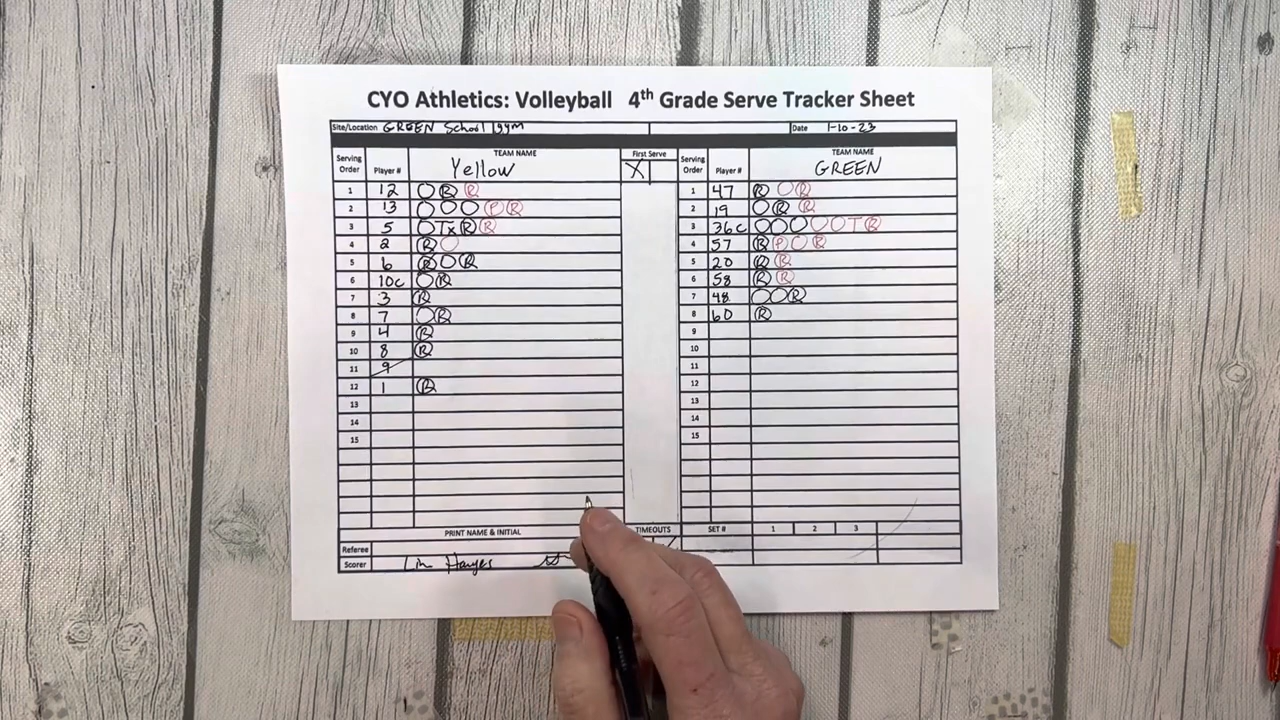 CYO Athletics: Volleyball 4th Grade Serve Tracker Sheet
Site/Location GREEN School gym Date 1-10-23
Serving Order Player # TEAM NAME Yellow First Serve X Serving Order Player # TEAM NAME GREEN
1 12 O R R 1 47 R O R
2 13 O O O P R 2 19 O R R
3 5 O Tx R R 3 36c O O O O O T R
4 2 R O 4 57 R P O R
5 6 R O R 5 20 R R
6 10c O R 6 58 R R
7 3 R 7 48 O O R
8 7 O R 8 60 R
9 4 R 9
10 8 R 10
11 9 11
12 1 R 12
13 13
14 14
15 15
PRINT NAME & INITIAL TIMEOUTS SET # 1 2 3
Referee
Scorer